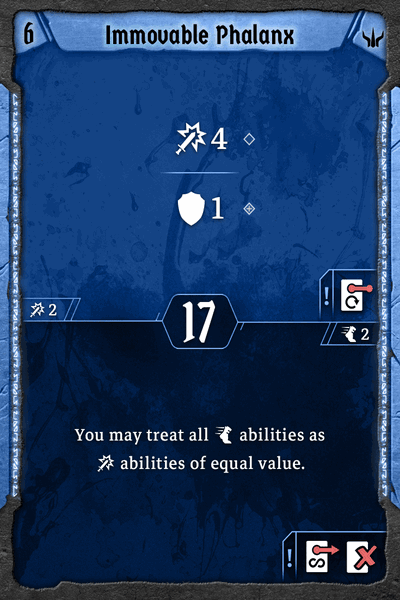 6 Immovable Phalanx
4
1
!
2
17
2
You may treat all abilities as
abilities of equal value.
!